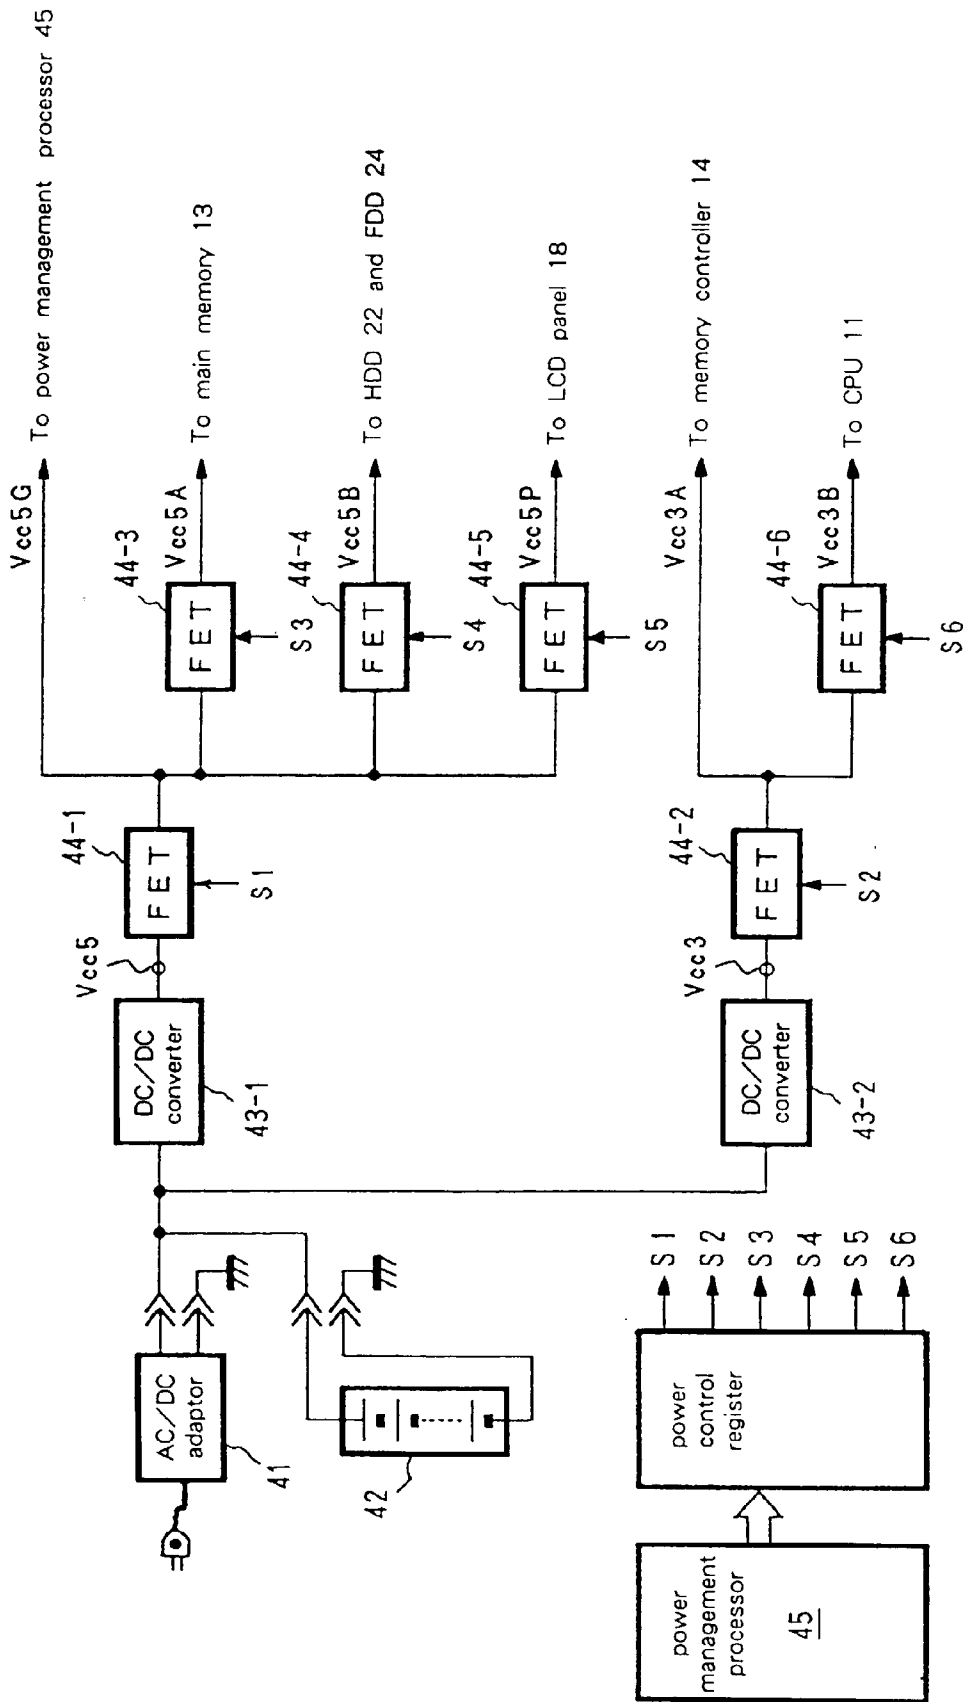 Vcc5G
To power management processor 45
44-3
FET
Vcc5A
To main memory 13
S3
44-4
FET
Vcc5B
To HDD 22 and FDD 24
S4
44-5
FET
Vcc5P
To LCD panel 18
S5
44-1
FET
S1
Vcc5
DC/DC
converter
43-1
AC/DC
adaptor
41
42
Vcc3A
To memory controller 14
44-6
FET
Vcc3B
To CPU 11
S6
44-2
FET
S2
Vcc3
DC/DC
converter
43-2
power
management
processor
45
power
control
register
S1
S2
S3
S4
S5
S6